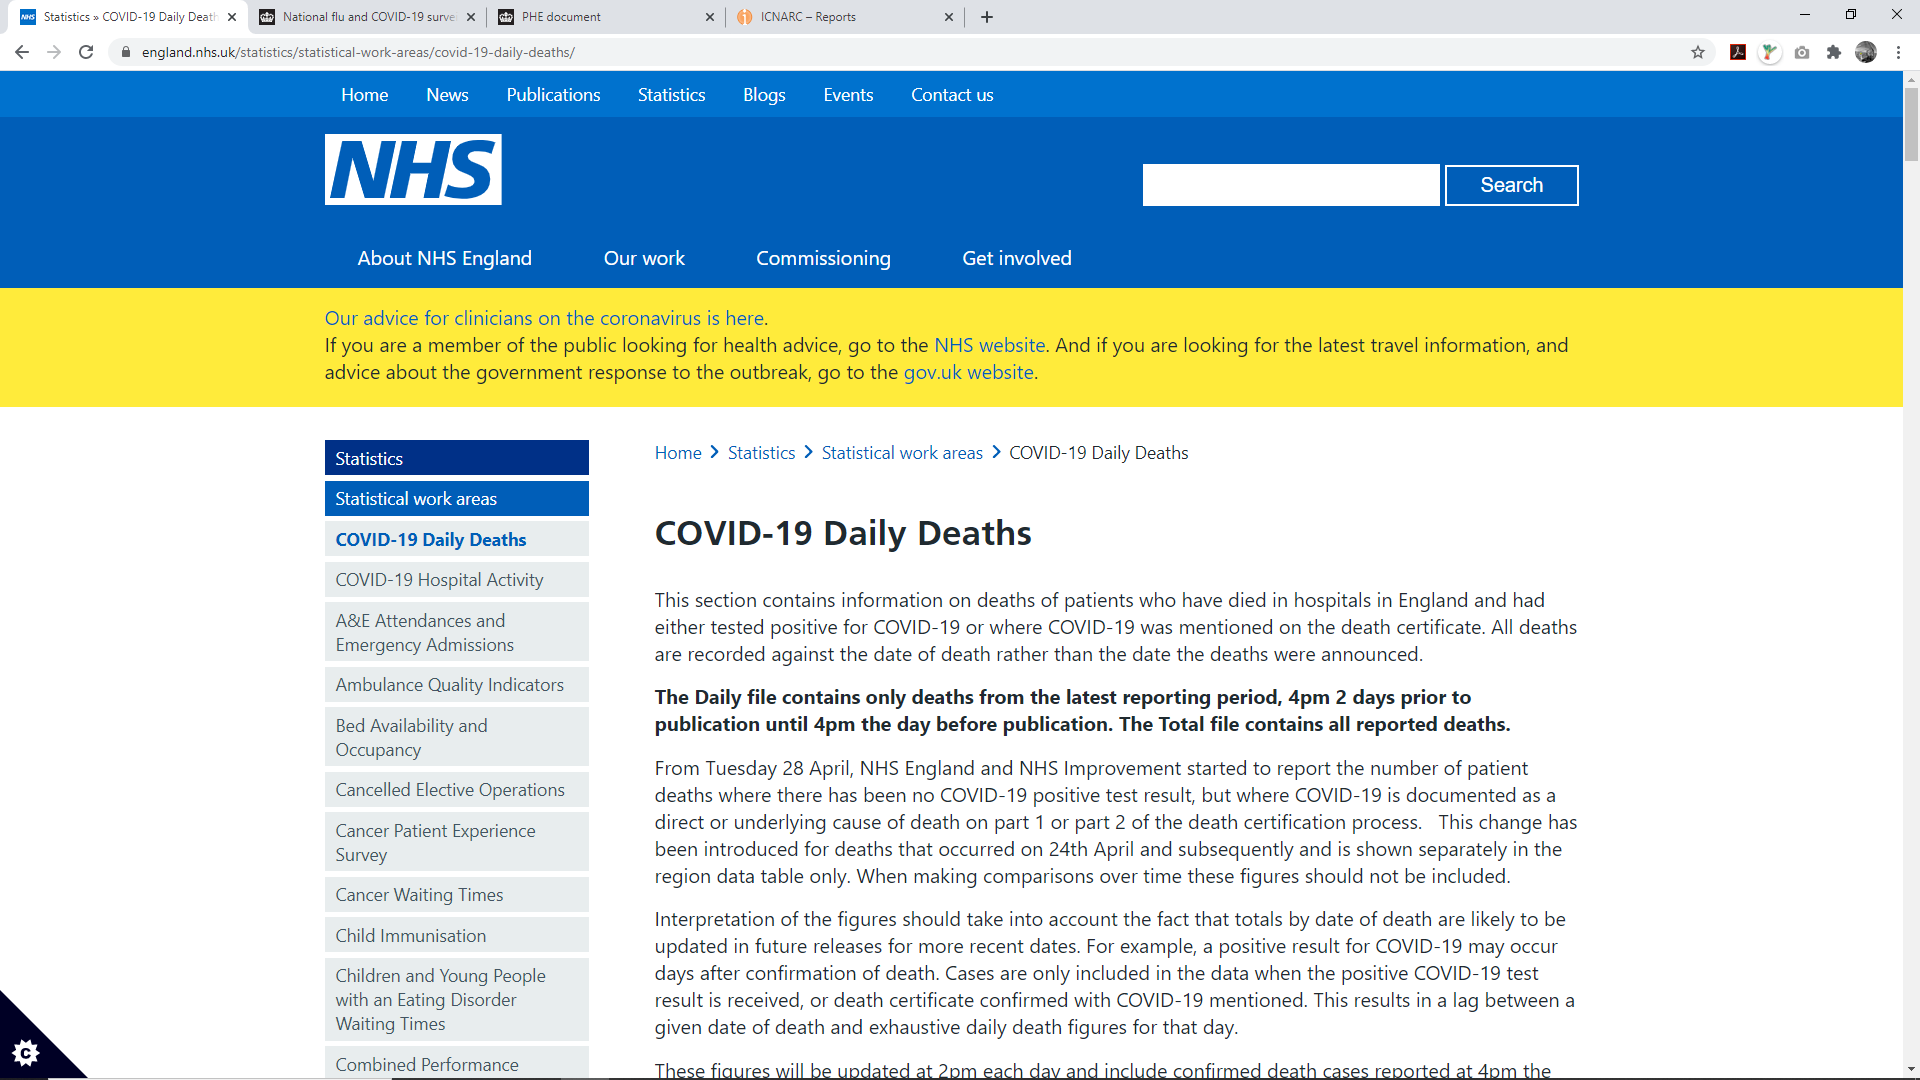 Statistics » COVID-19 Daily Death
National flu and COVID-19 surve
PHE document
ICNARC – Reports
england.nhs.uk/statistics/statistical-work-areas/covid-19-daily-deaths/
Home News Publications Statistics Blogs Events Contact us
NHS
Search
About NHS England Our work Commissioning Get involved
Our advice for clinicians on the coronavirus is here.
If you are a member of the public looking for health advice, go to the NHS website. And if you are looking for the latest travel information, and
advice about the government response to the outbreak, go to the gov.uk website.
Statistics
Statistical work areas
COVID-19 Daily Deaths
COVID-19 Hospital Activity
A&E Attendances and
Emergency Admissions
Ambulance Quality Indicators
Bed Availability and
Occupancy
Cancelled Elective Operations
Cancer Patient Experience
Survey
Cancer Waiting Times
Child Immunisation
Children and Young People
with an Eating Disorder
Waiting Times
Combined Performance
Home > Statistics > Statistical work areas > COVID-19 Daily Deaths
COVID-19 Daily Deaths
This section contains information on deaths of patients who have died in hospitals in England and had
either tested positive for COVID-19 or where COVID-19 was mentioned on the death certificate. All deaths
are recorded against the date of death rather than the date the deaths were announced.
The Daily file contains only deaths from the latest reporting period, 4pm 2 days prior to
publication until 4pm the day before publication. The Total file contains all reported deaths.
From Tuesday 28 April, NHS England and NHS Improvement started to report the number of patient
deaths where there has been no COVID-19 positive test result, but where COVID-19 is documented as a
direct or underlying cause of death on part 1 or part 2 of the death certification process. This change has
been introduced for deaths that occurred on 24th April and subsequently and is shown separately in the
region data table only. When making comparisons over time these figures should not be included.
Interpretation of the figures should take into account the fact that totals by date of death are likely to be
updated in future releases for more recent dates. For example, a positive result for COVID-19 may occur
days after confirmation of death. Cases are only included in the data when the positive COVID-19 test
result is received, or death certificate confirmed with COVID-19 mentioned. This results in a lag between a
given date of death and exhaustive daily death figures for that day.
These figures will be updated at 2pm each day and include confirmed death cases reported at 4pm the